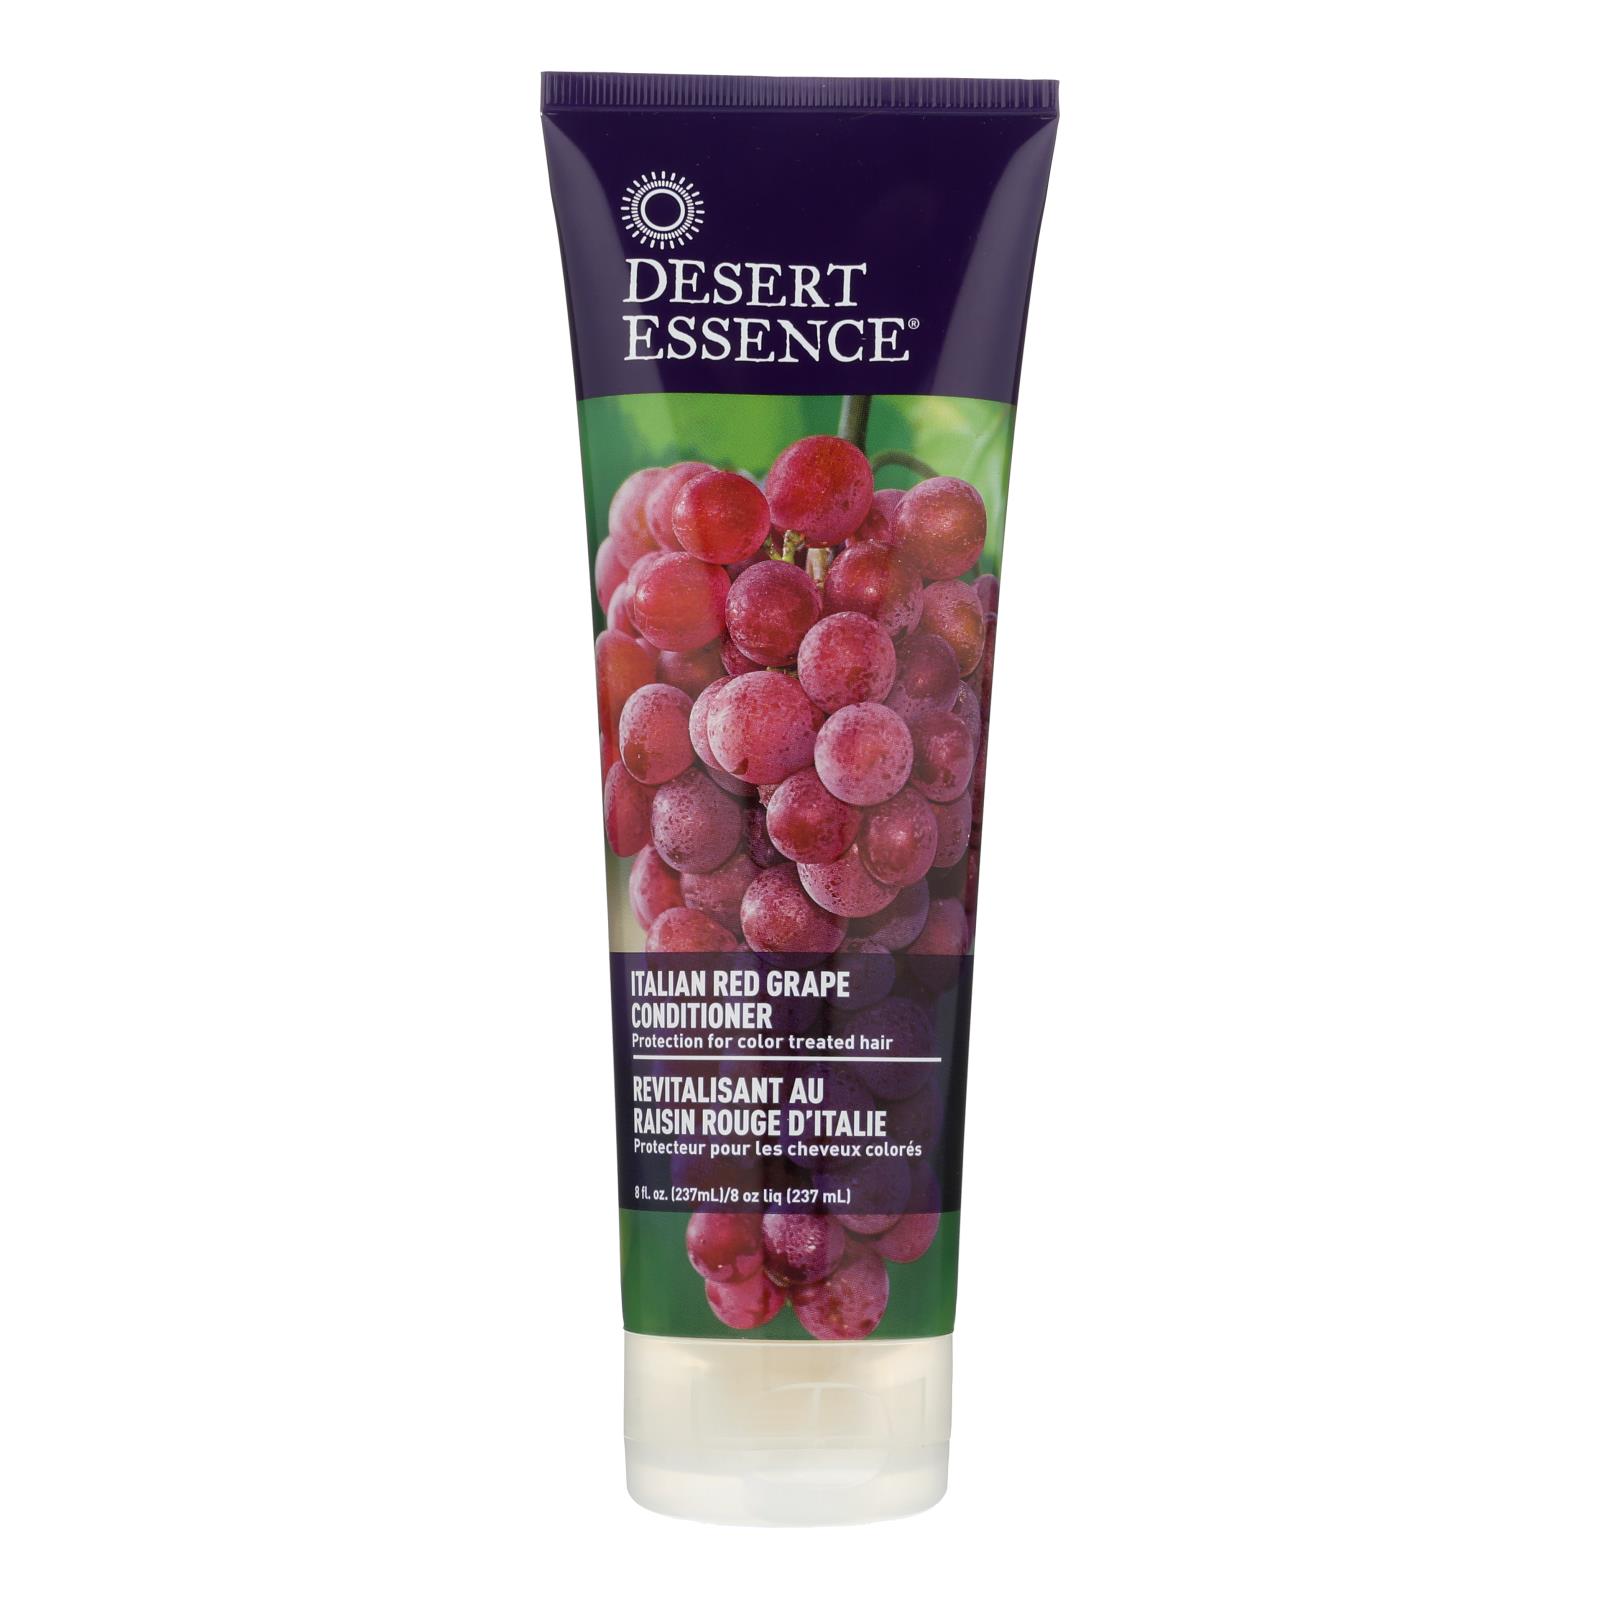 DESERT
ESSENCE®
ITALIAN RED GRAPE
CONDITIONER
Protection for color treated hair
REVITALISANT AU
RAISIN ROUGE D'ITALIE
Protecteur pour les cheveux colorés
8 fl. oz. (237mL)/8 oz liq (237 mL)